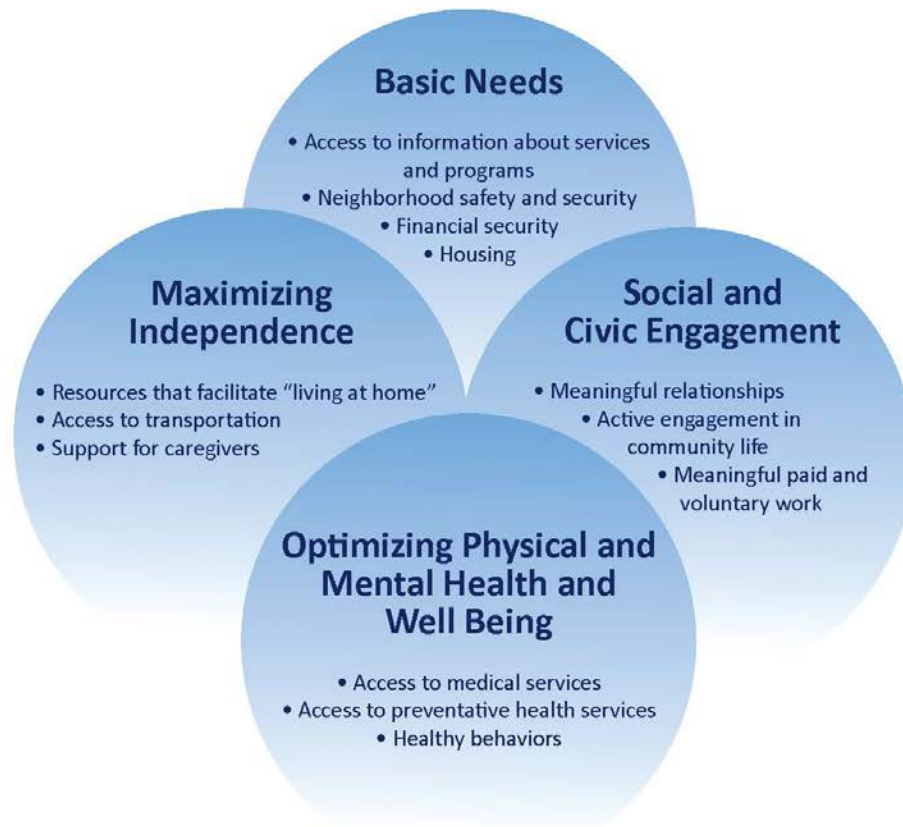 Basic Needs
• Access to information about services
and programs
• Neighborhood safety and security
• Financial security
• Housing
Maximizing
Independence
• Resources that facilitate “living at home”
• Access to transportation
• Support for caregivers
Social and
Civic Engagement
• Meaningful relationships
• Active engagement in
community life
• Meaningful paid and
voluntary work
Optimizing Physical and
Mental Health and
Well Being
• Access to medical services
• Access to preventative health services
• Healthy behaviors